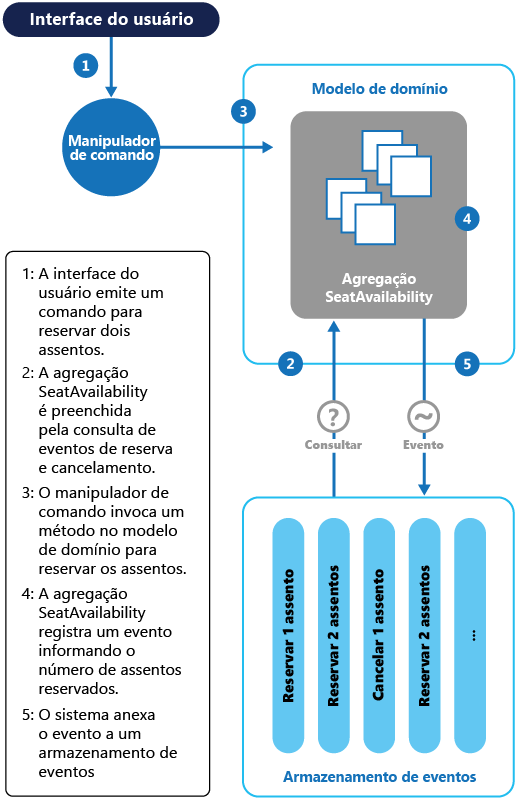 Interface do usuário
1
Manipulador
de comando
3
Modelo de domínio
4
Agregação
SeatAvailability
2
5
?
~
Consultar
Evento
1: A interface do
usuário emite um
comando para
reservar dois
assentos.
2: A agregação
SeatAvailability
é preenchida
pela consulta de
eventos de reserva
e cancelamento.
3: O manipulador de
comando invoca um
método no modelo
de domínio para
reservar os assentos.
4: A agregação
SeatAvailability
registra um evento
informando o
número de assentos
reservados.
5: O sistema anexa
o evento a um
armazenamento de
eventos
Reservar 1 assento
Reservar 2 assentos
Cancelar 1 assento
Reservar 2 assentos
...
Armazenamento de eventos